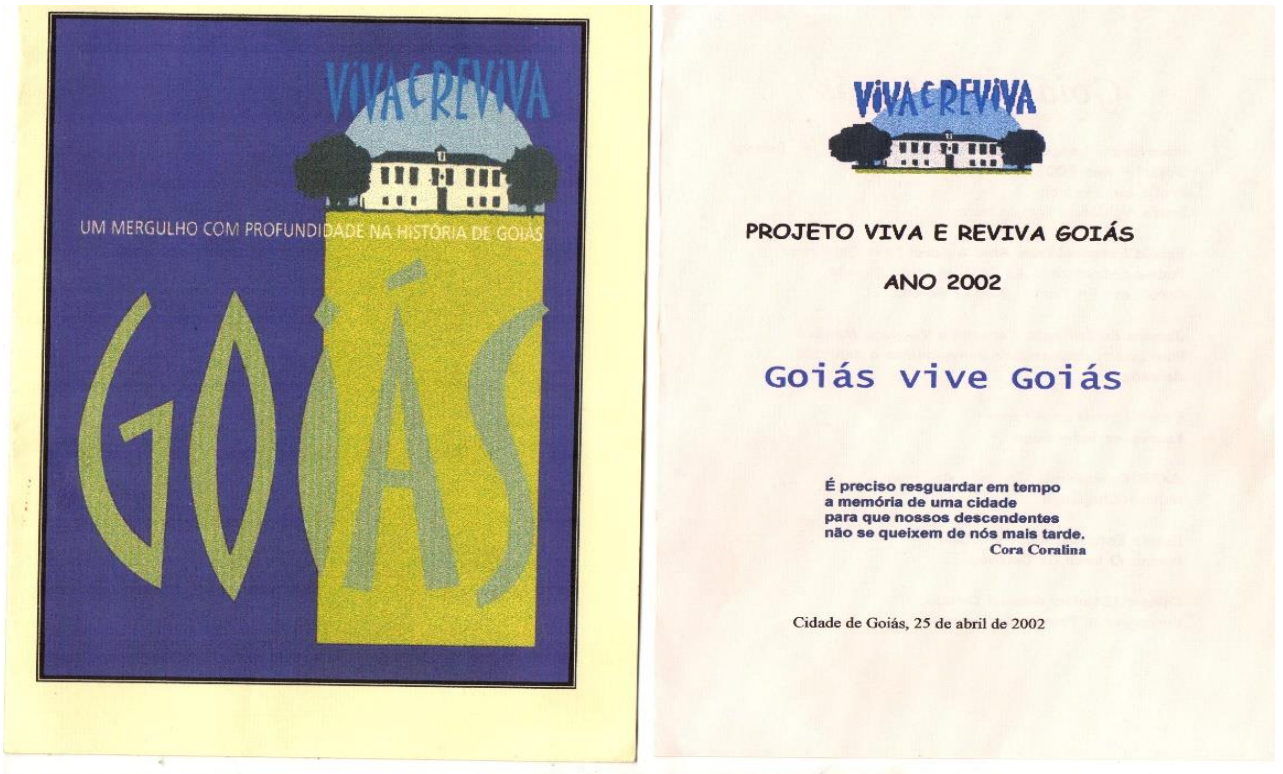 VIVA E REVIVA
UM MERGULHO COM PROFUNDIDADE NA HISTÓRIA DE GOIÁS
GOIÁS
VIVA E REVIVA
PROJETO VIVA E REVIVA GOIÁS
ANO 2002
Goiás vive Goiás
É preciso resguardar em tempo
a memória de uma cidade
para que nossos descendentes
não se queixem de nós mais tarde.
Cora Coralina
Cidade de Goiás, 25 de abril de 2002